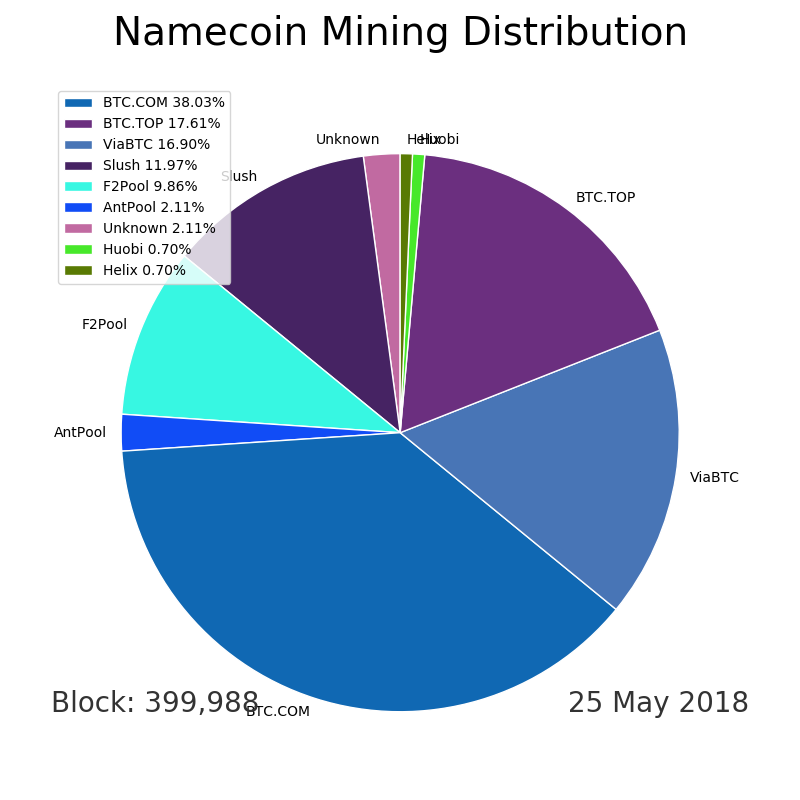 Namecoin Mining Distribution
BTC.COM 38.03%
BTC.TOP 17.61%
ViaBTC 16.90%
Slush 11.97%
F2Pool 9.86%
AntPool 2.11%
Unknown 2.11%
Huobi 0.70%
Helix 0.70%
Unknown
Helix
Huobi
Slush
BTC.TOP
F2Pool
AntPool
ViaBTC
BTC.COM
Block: 399,988
25 May 2018